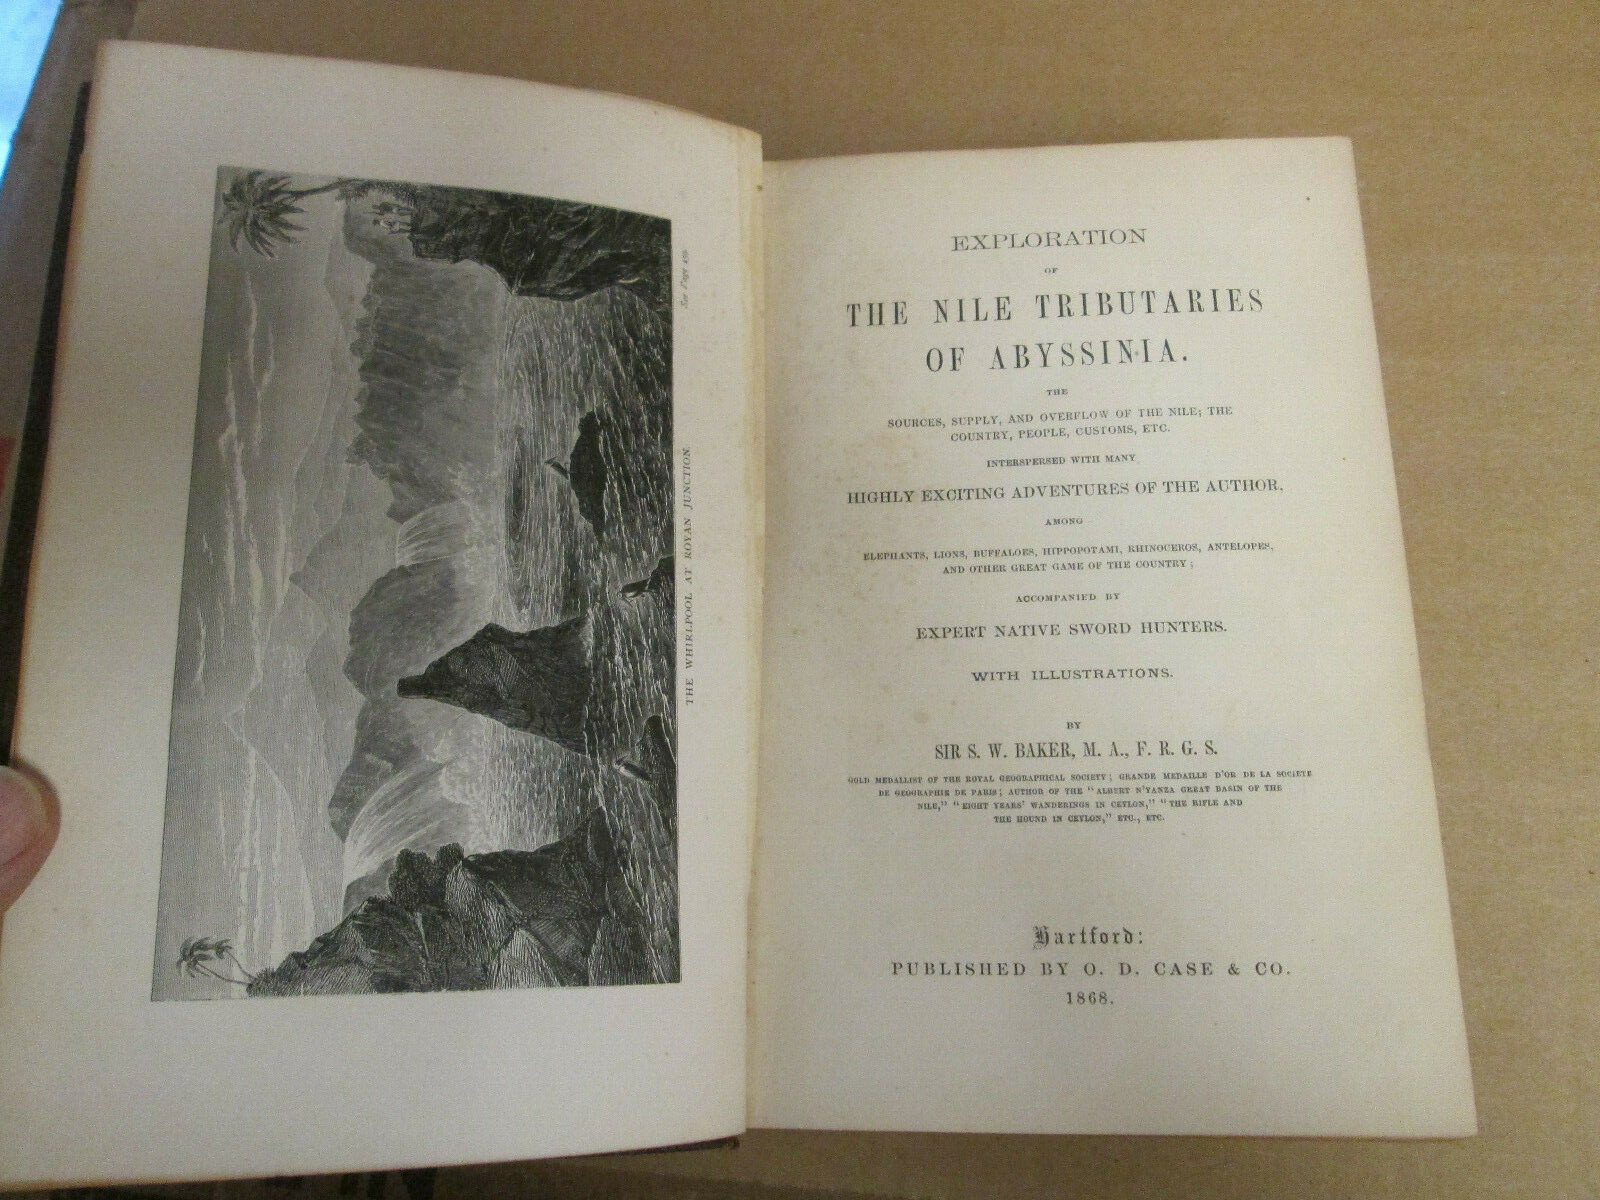 See Page 459.
THE WHIRLPOOL AT ROYAN JUNCTION.
EXPLORATION
OF
THE NILE TRIBUTARIES
OF ABYSSINIA.
THE
SOURCES, SUPPLY, AND OVERFLOW OF THE NILE; THE
COUNTRY, PEOPLE, CUSTOMS, ETC.
INTERSPERSED WITH MANY
HIGHLY EXCITING ADVENTURES OF THE AUTHOR,
AMONG
ELEPHANTS, LIONS, BUFFALOES, HIPPOPOTAMI, RHINOCEROS, ANTELOPES,
AND OTHER GREAT GAME OF THE COUNTRY;
ACCOMPANIED BY
EXPERT NATIVE SWORD HUNTERS.
WITH ILLUSTRATIONS.
BY
SIR S. W. BAKER, M. A., F. R. G. S.
GOLD MEDALLIST OF THE ROYAL GEOGRAPHICAL SOCIETY; GRANDE MEDAILLE D'OR DE LA SOCIETE
DE GEOGRAPHIE DE PARIS; AUTHOR OF THE "ALBERT N'YANZA GREAT BASIN OF THE
NILE," "EIGHT YEARS' WANDERINGS IN CEYLON," "THE RIFLE AND
THE HOUND IN CEYLON," ETC., ETC.
Hartford:
PUBLISHED BY O. D. CASE & CO.
1868.